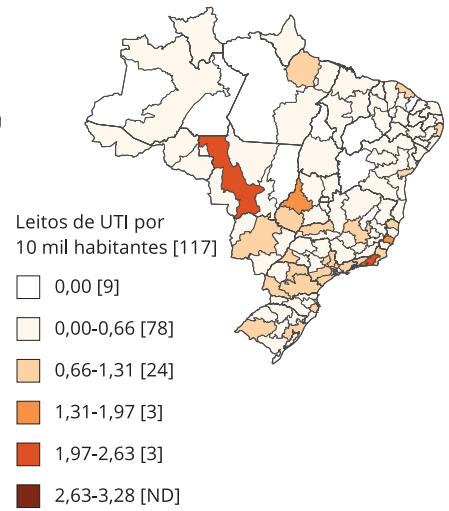 Leitos de UTI por
10 mil habitantes [117]
0,00 [9]
0,00-0,66 [78]
0,66-1,31 [24]
1,31-1,97 [3]
1,97-2,63 [3]
2,63-3,28 [ND]